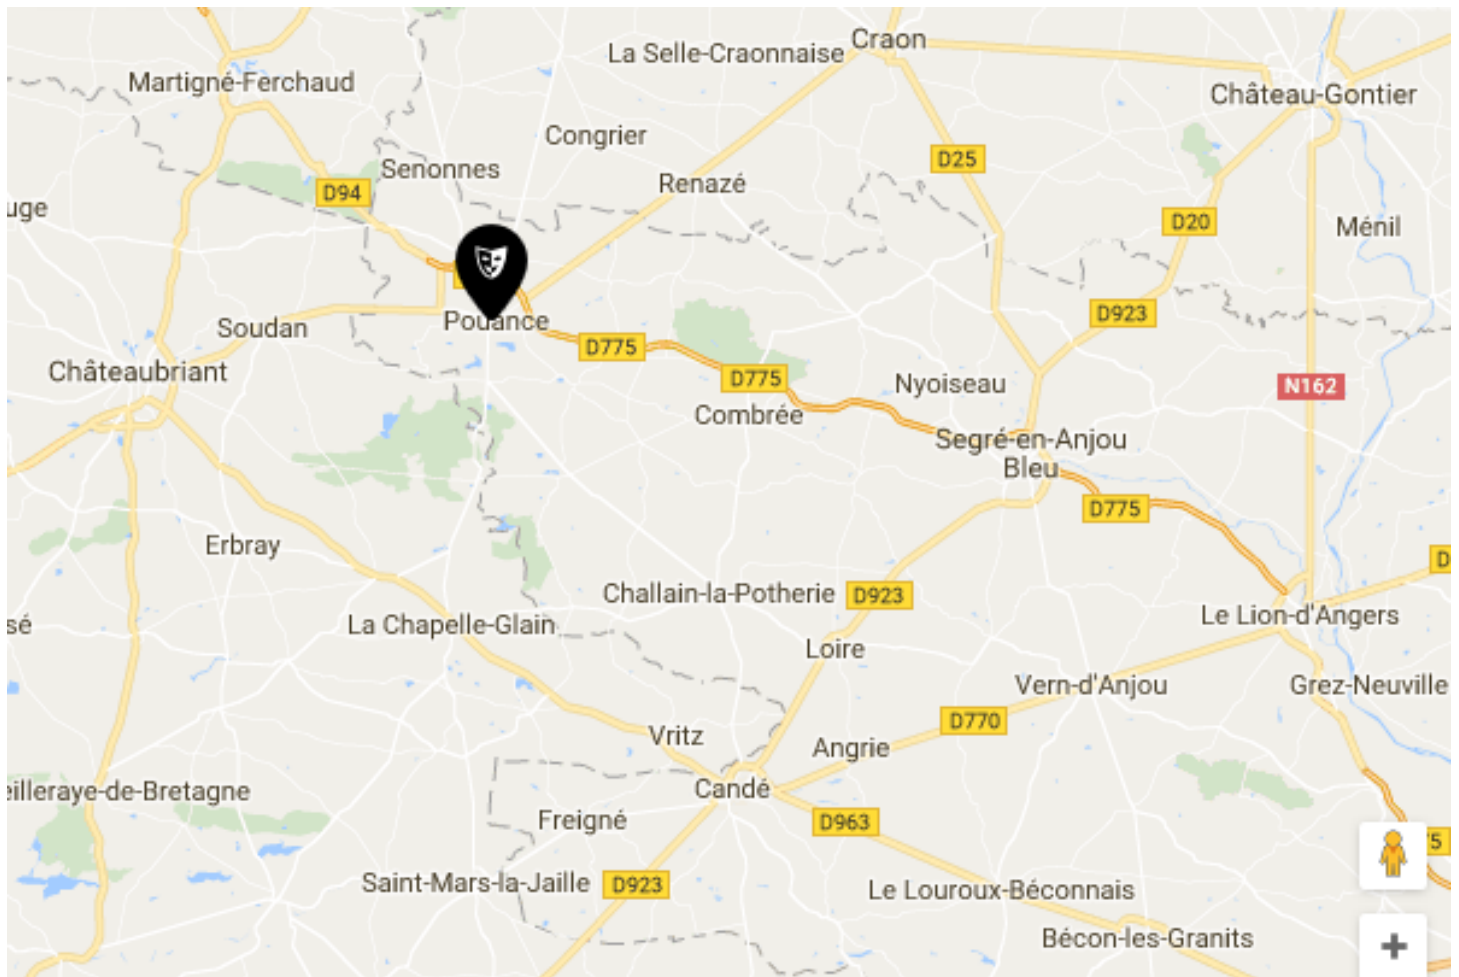 Craon
La Selle-Craonnaise
Martigné-Ferchaud
Château-Gontier
Congrier
D25
Senonnes
Renazé
D94
uge
D20
Ménil
D923
Pouancé
Soudan
D775
Châteaubriant
D775
Nyoiseau
N162
Combrée
Segré-en-Anjou
Bleu
D775
Erbray
D
Challain-la-Potherie
D923
Le Lion-d'Angers
sé
La Chapelle-Glain
Loire
Vern-d'Anjou
Grez-Neuville
D770
Vritz
Angrie
eilleraye-de-Bretagne
Candé
Freigné
D963
75
Saint-Mars-la-Jaille
D923
Le Louroux-Béconnais
Bécon-les-Granits